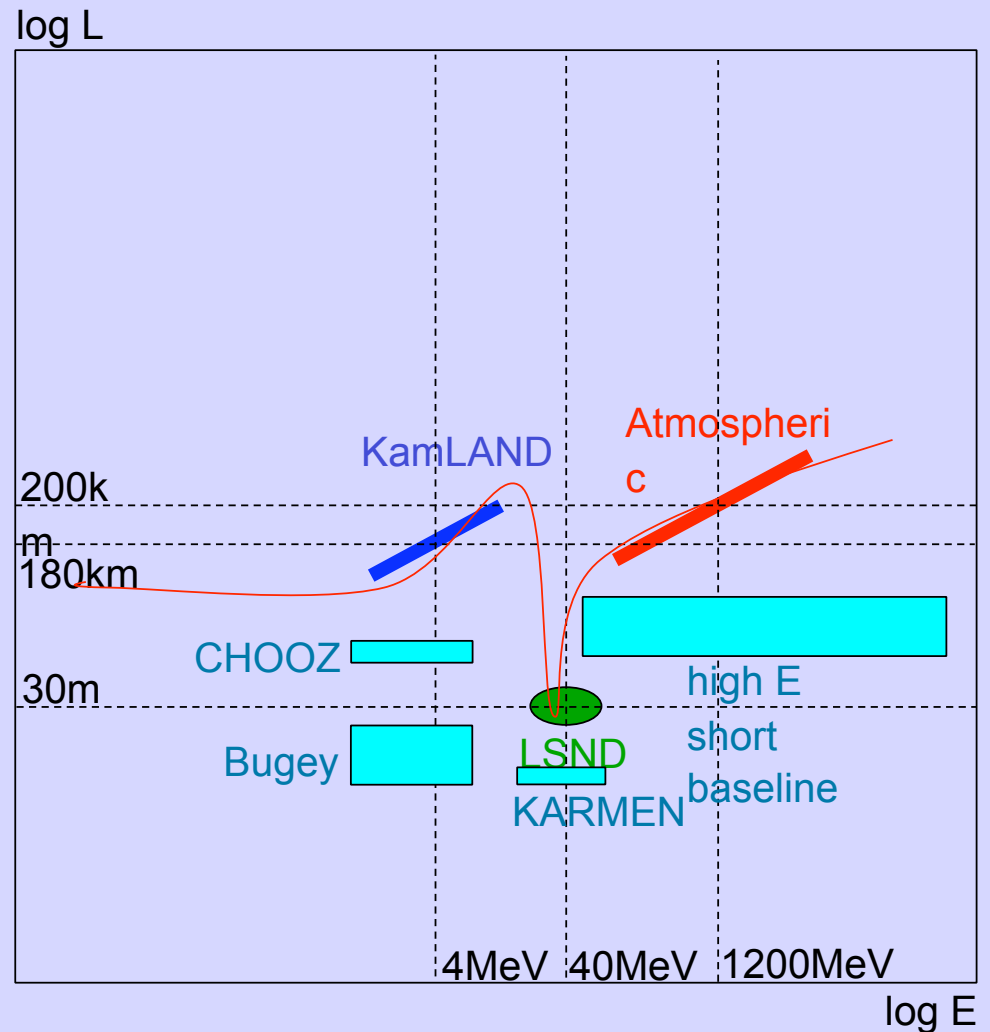 log L
Atmospheri
c
KamLAND
200k
m
180km
CHOOZ
30m
high E
short
baseline
Bugey
LSND
KARMEN
4MeV
40MeV
1200MeV
log E